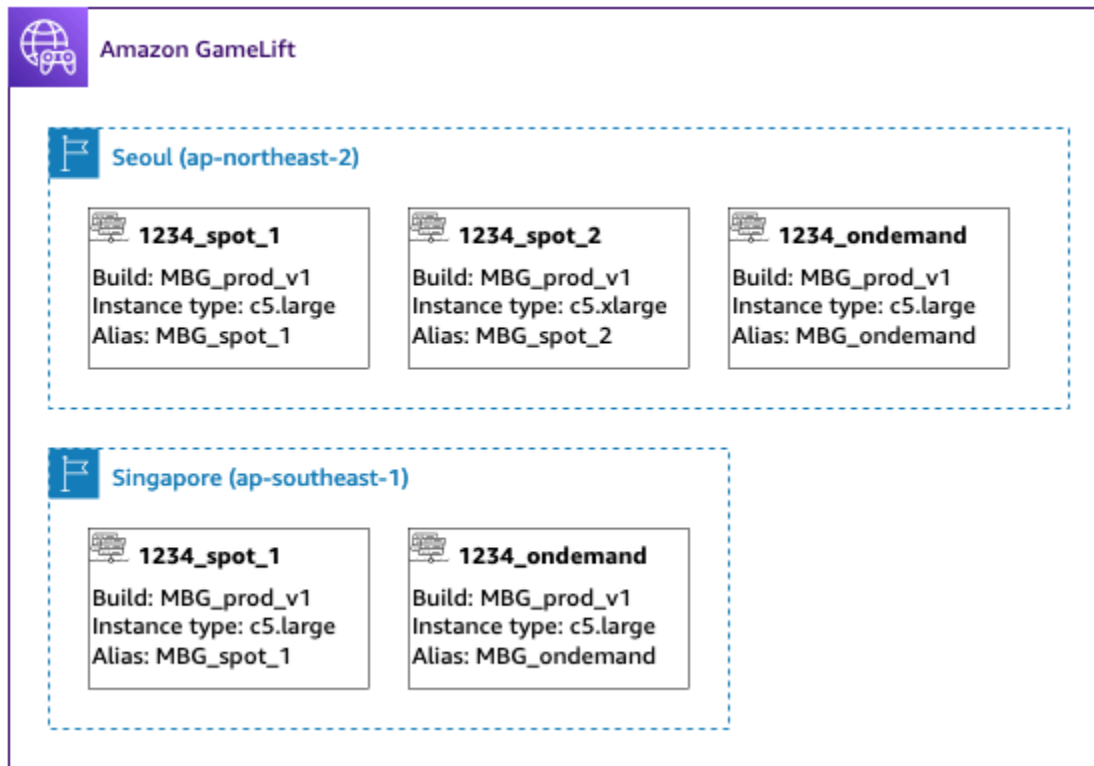 Amazon GameLift
Seoul (ap-northeast-2)
1234_spot_1
Build: MBG_prod_v1
Instance type: c5.large
Alias: MBG_spot_1
1234_spot_2
Build: MBG_prod_v1
Instance type: c5.xlarge
Alias: MBG_spot_2
1234_ondemand
Build: MBG_prod_v1
Instance type: c5.large
Alias: MBG_ondemand
Singapore (ap-southeast-1)
1234_spot_1
Build: MBG_prod_v1
Instance type: c5.large
Alias: MBG_spot_1
1234_ondemand
Build: MBG_prod_v1
Instance type: c5.large
Alias: MBG_ondemand